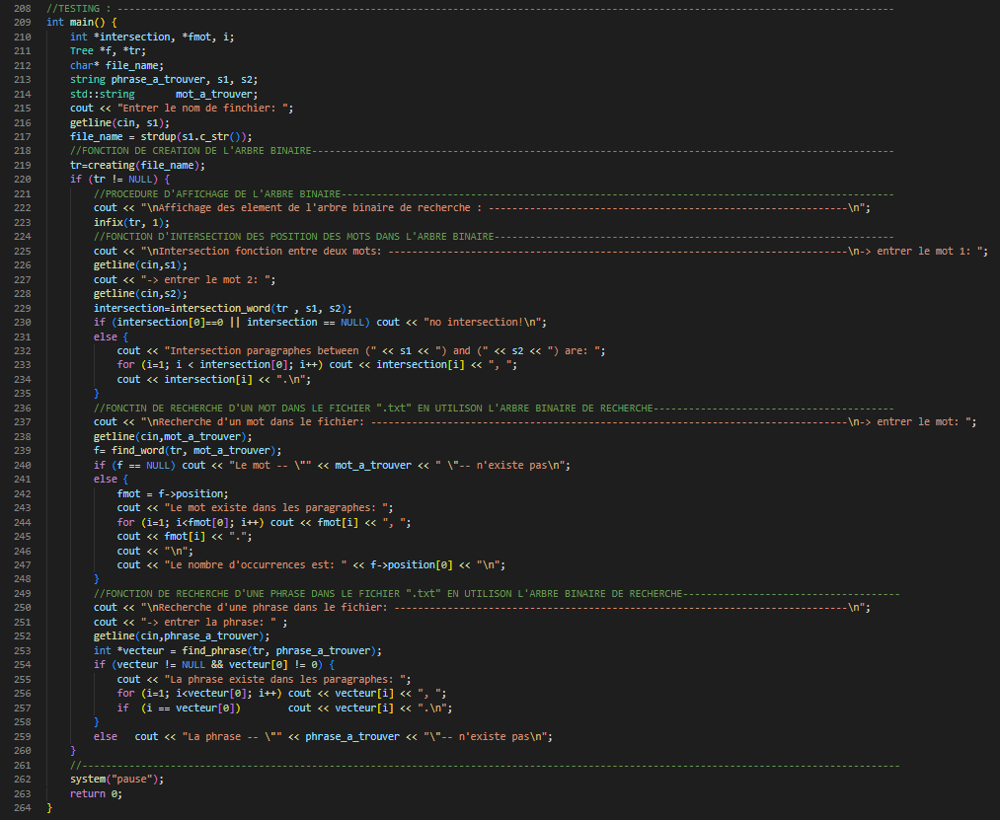 208 //TESTING : ------------------------------------------------------------------------------------------------------------------------------------
209 int main() {
210 int *intersection, *fmot, i;
211 Tree *f, *tr;
212 char* file_name;
213 string phrase_a_trouver, s1, s2;
214 std::string       mot_a_trouver;
215 cout << "Entrer le nom de finchier: ";
216 getline(cin, s1);
217 file_name = strdup(s1.c_str());
218 //FONCTION DE CREATION DE L'ARBRE BINAIRE---------------------------------------------------------------------------------------------------
219 tr=creating(file_name);
220 if (tr != NULL) {
221 //PROCEDURE D'AFFICHAGE DE L'ARBRE BINAIRE----------------------------------------------------------------------------------------------
222 cout << "\nAffichage des element de l'arbre binaire de recherche : -------------------------------------------------------------\n";
223 infix(tr, 1);
224 //FONCTION D'INTERSECTION DES POSITION DES MOTS DANS L'ARBRE BINAIRE--------------------------------------------------------------------
225 cout << "\nIntersection fonction entre deux mots: ------------------------------------------------------------------------------\n-> entrer le mot 1: ";
226 getline(cin,s1);
227 cout << "-> entrer le mot 2: ";
228 getline(cin,s2);
229 intersection=intersection_word(tr , s1, s2);
230 if (intersection[0]==0 || intersection == NULL) cout << "no intersection!\n";
231 else {
232 cout << "Intersection paragraphes between (" << s1 << ") and (" << s2 << ") are: ";
233 for (i=1; i < intersection[0]; i++) cout << intersection[i] << ", ";
234 cout << intersection[i] << ".\n";
235 }
236 //FONCTIN DE RECHERCHE D'UN MOT DANS LE FICHIER ".txt" EN UTILISON L'ARBRE BINAIRE DE RECHERCHE-----------------------------------------
237 cout << "\nRecherche d'un mot dans le fichier: ---------------------------------------------------------------------------------\n-> entrer le mot: ";
238 getline(cin,mot_a_trouver);
239 f= find_word(tr, mot_a_trouver);
240 if (f == NULL) cout << "Le mot -- \"" << mot_a_trouver << " \"-- n'existe pas\n";
241 else {
242 fmot = f->position;
243 cout << "Le mot existe dans les paragraphes: ";
244 for (i=1; i<fmot[0]; i++) cout << fmot[i] << ", ";
245 cout << fmot[i] << ".";
246 cout << "\n";
247 cout << "Le nombre d'occurrences est: " << f->position[0] << "\n";
248 }
249 //FONCTION DE RECHERCHE D'UNE PHRASE DANS LE FICHIER ".txt" EN UTILISON L'ARBRE BINAIRE DE RECHERCHE-------------------------------------
250 cout << "\nRecherche d'une phrase dans le fichier: -----------------------------------------------------------------------------\n";
251 cout << "-> entrer la phrase: " ;
252 getline(cin,phrase_a_trouver);
253 int *vecteur = find_phrase(tr, phrase_a_trouver);
254 if (vecteur != NULL && vecteur[0] != 0) {
255 cout << "La phrase existe dans les paragraphes: ";
256 for (i=1; i<vecteur[0]; i++) cout << vecteur[i] << ", ";
257 if  (i == vecteur[0])        cout << vecteur[i] << ".\n";
258 }
259 else   cout << "La phrase -- \"" << phrase_a_trouver << "\"-- n'existe pas\n";
260 }
261 //-------------------------------------------------------------------------------------------------------------------------------------------
262 system("pause");
263 return 0;
264 }